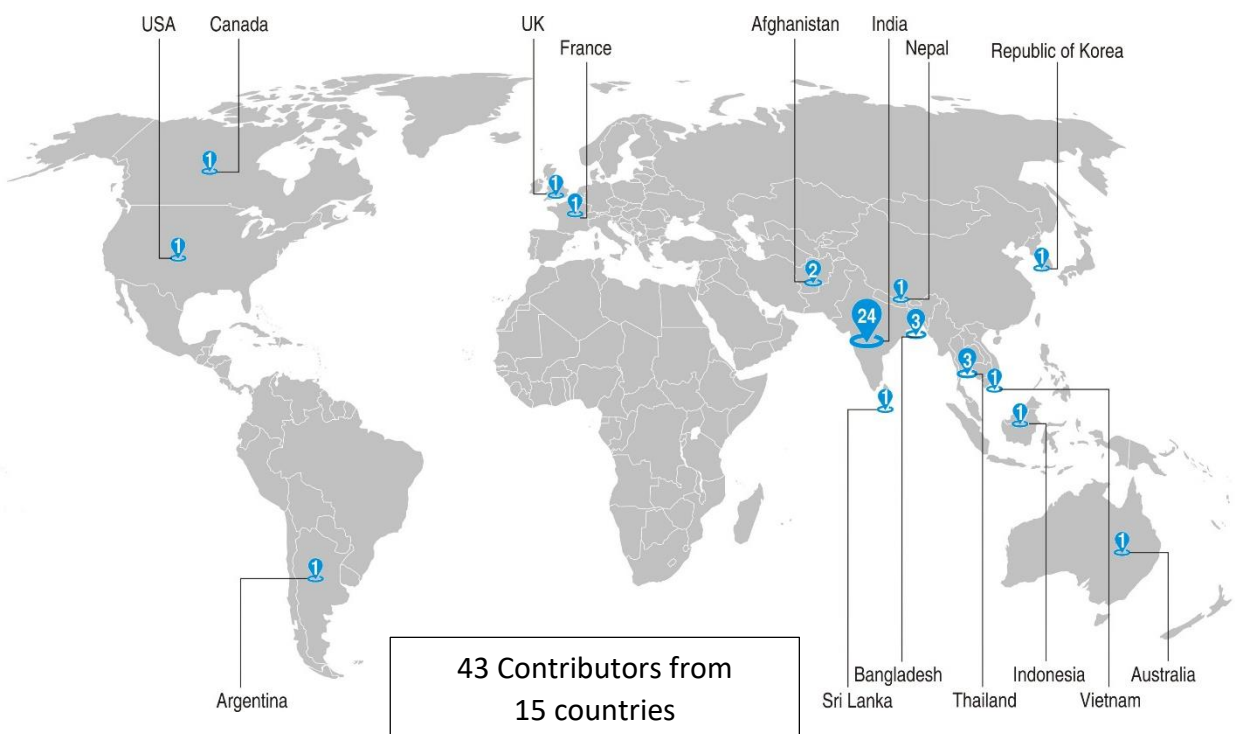 USA
Canada
UK
France
Afghanistan
India
Nepal
Republic of Korea
1
1
1
1
1
2
1
24
3
3
1
1
1
1
1
Argentina
43 Contributors from
15 countries
Sri Lanka
Bangladesh
Thailand
Indonesia
Vietnam
Australia